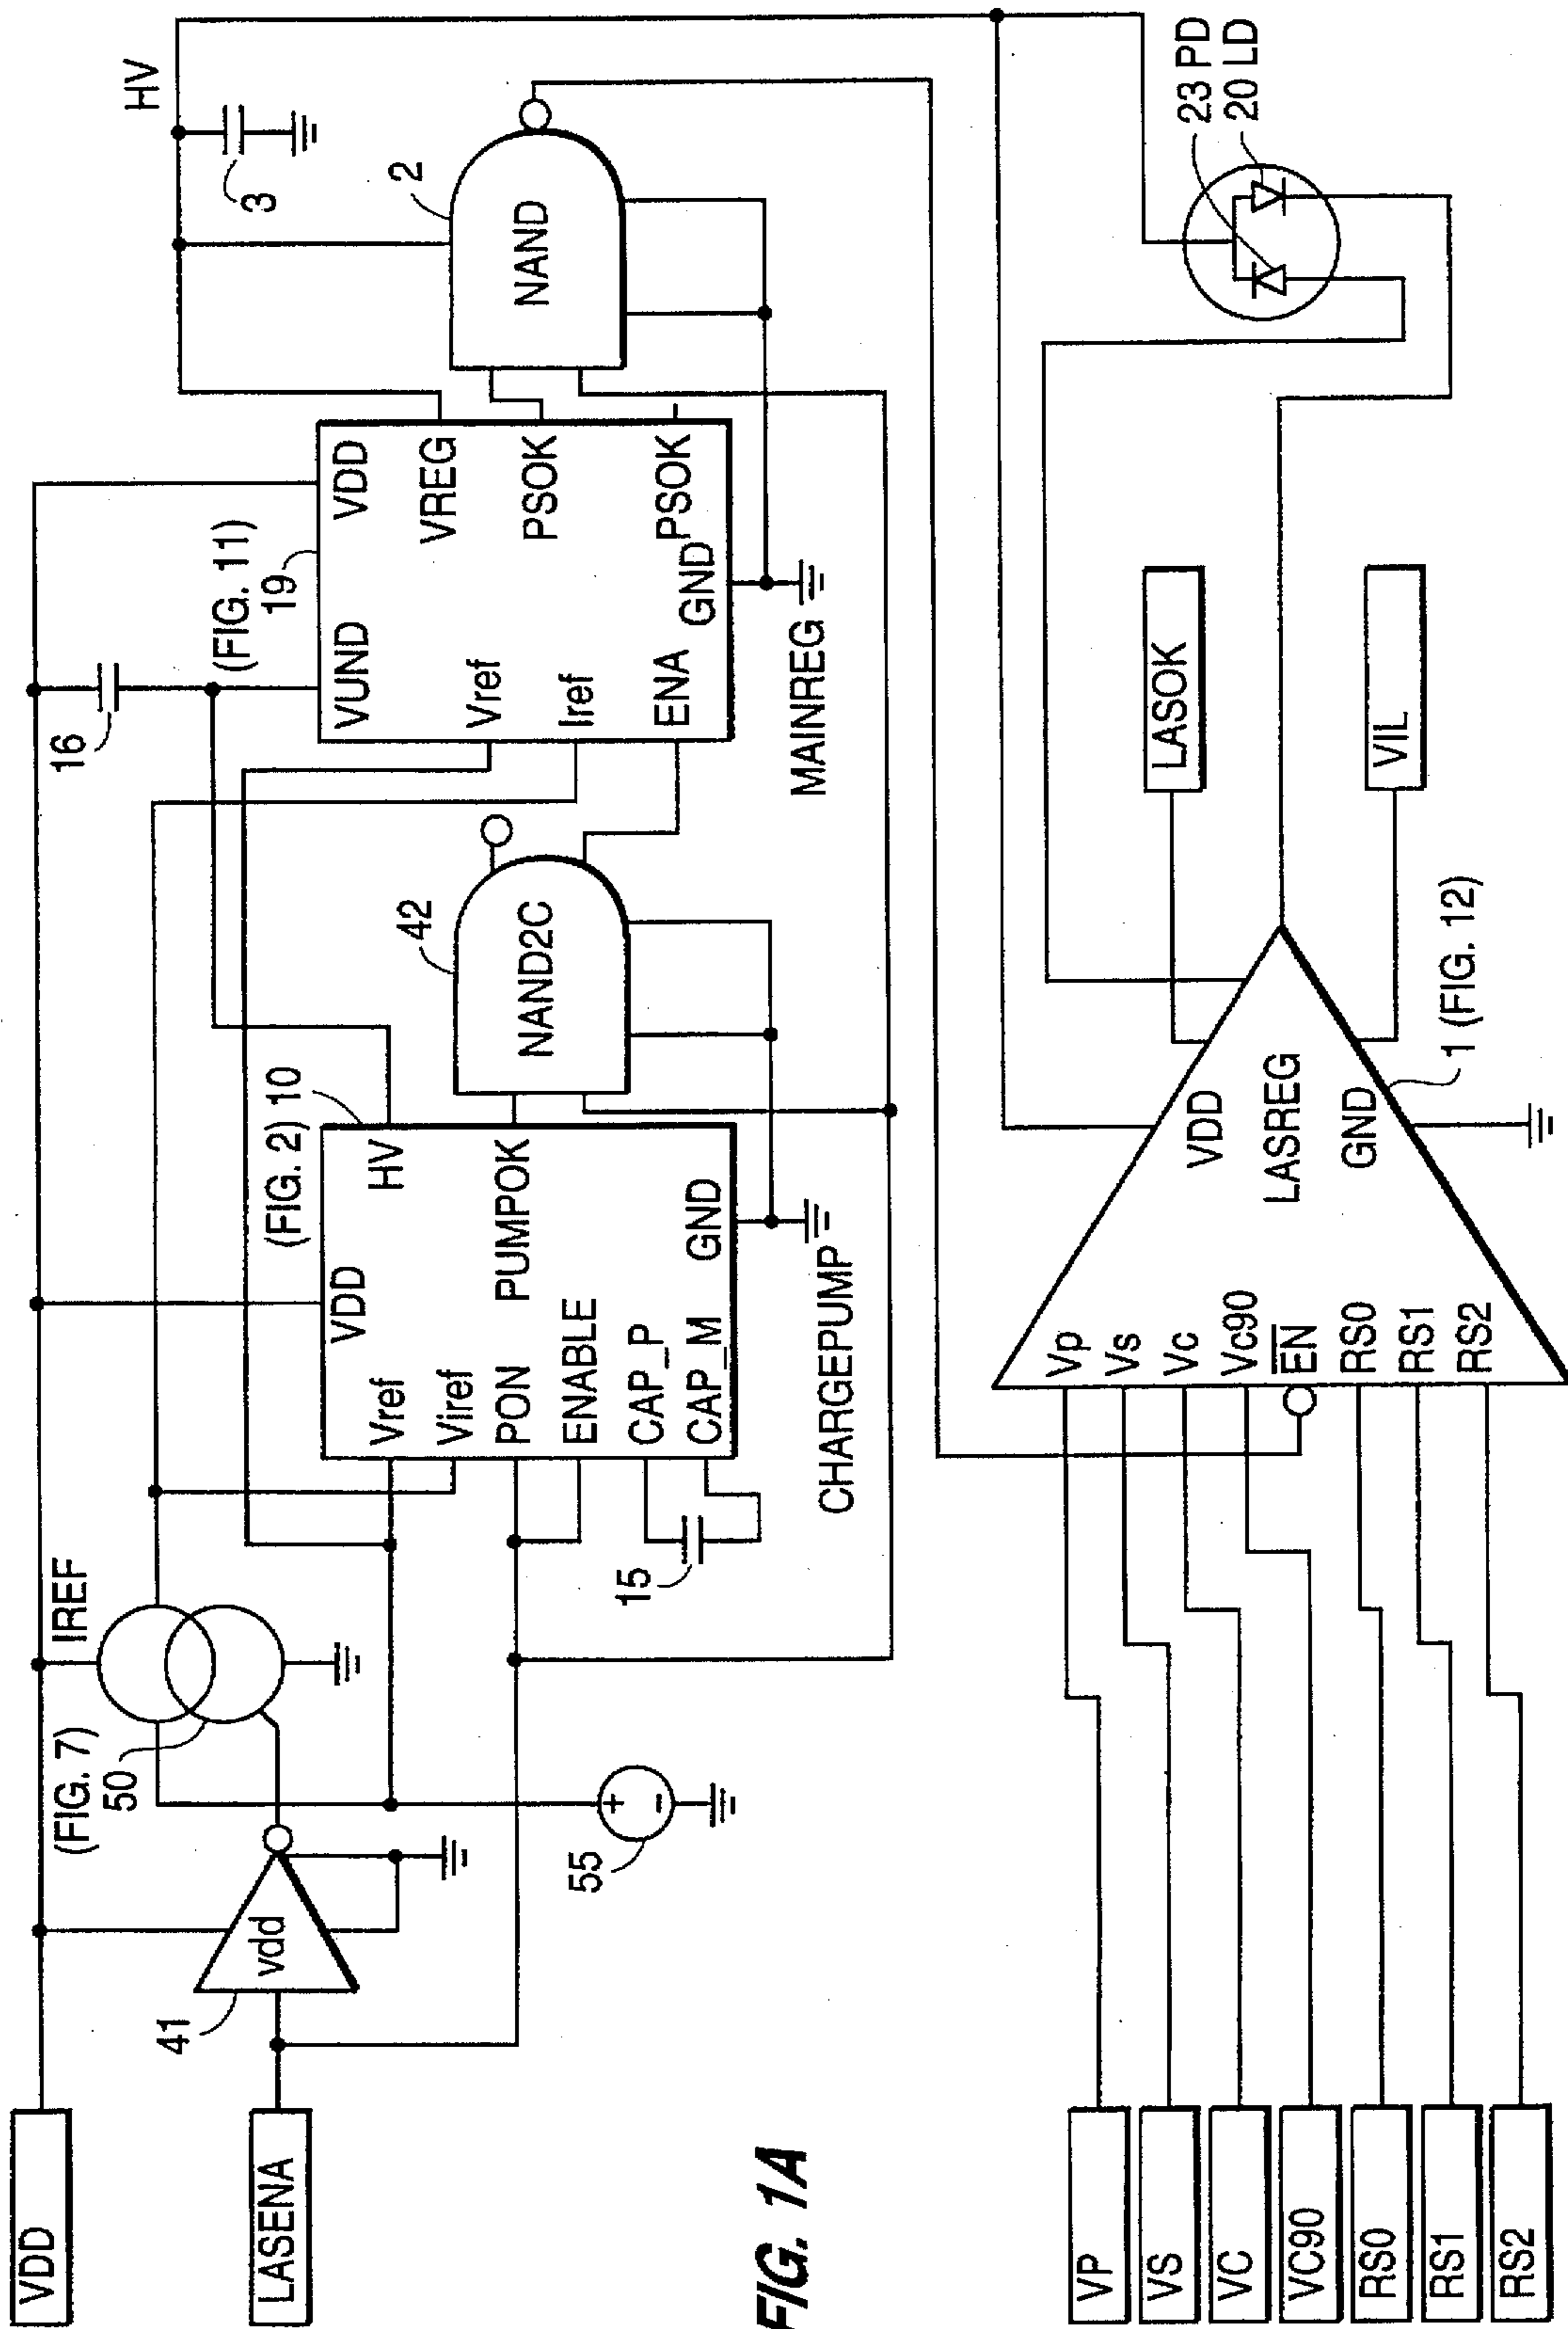 VDD
LASENA
41
vdd
(FIG. 7)
50
IREF
55
15
Vref
Viref
PON
ENABLE
CAP_P
CAP_M
VDD
HV
PUMPOK
GND
(FIG. 2) 10
CHARGEPUMP
42
NAND2C
16
(FIG. 11)
19
VUND
Vref
Iref
ENA
VDD
VREG
PSOK
PSOK
GND
MAINREG
NAND
2
3
HV
FIG. 1A
VP
VS
VC
VC90
RS0
RS1
RS2
Vp
Vs
Vc
Vc90
EN
RS0
RS1
RS2
VDD
LASREG
GND
1 (FIG. 12)
LASOK
VIL
23 PD
20 LD
+
-